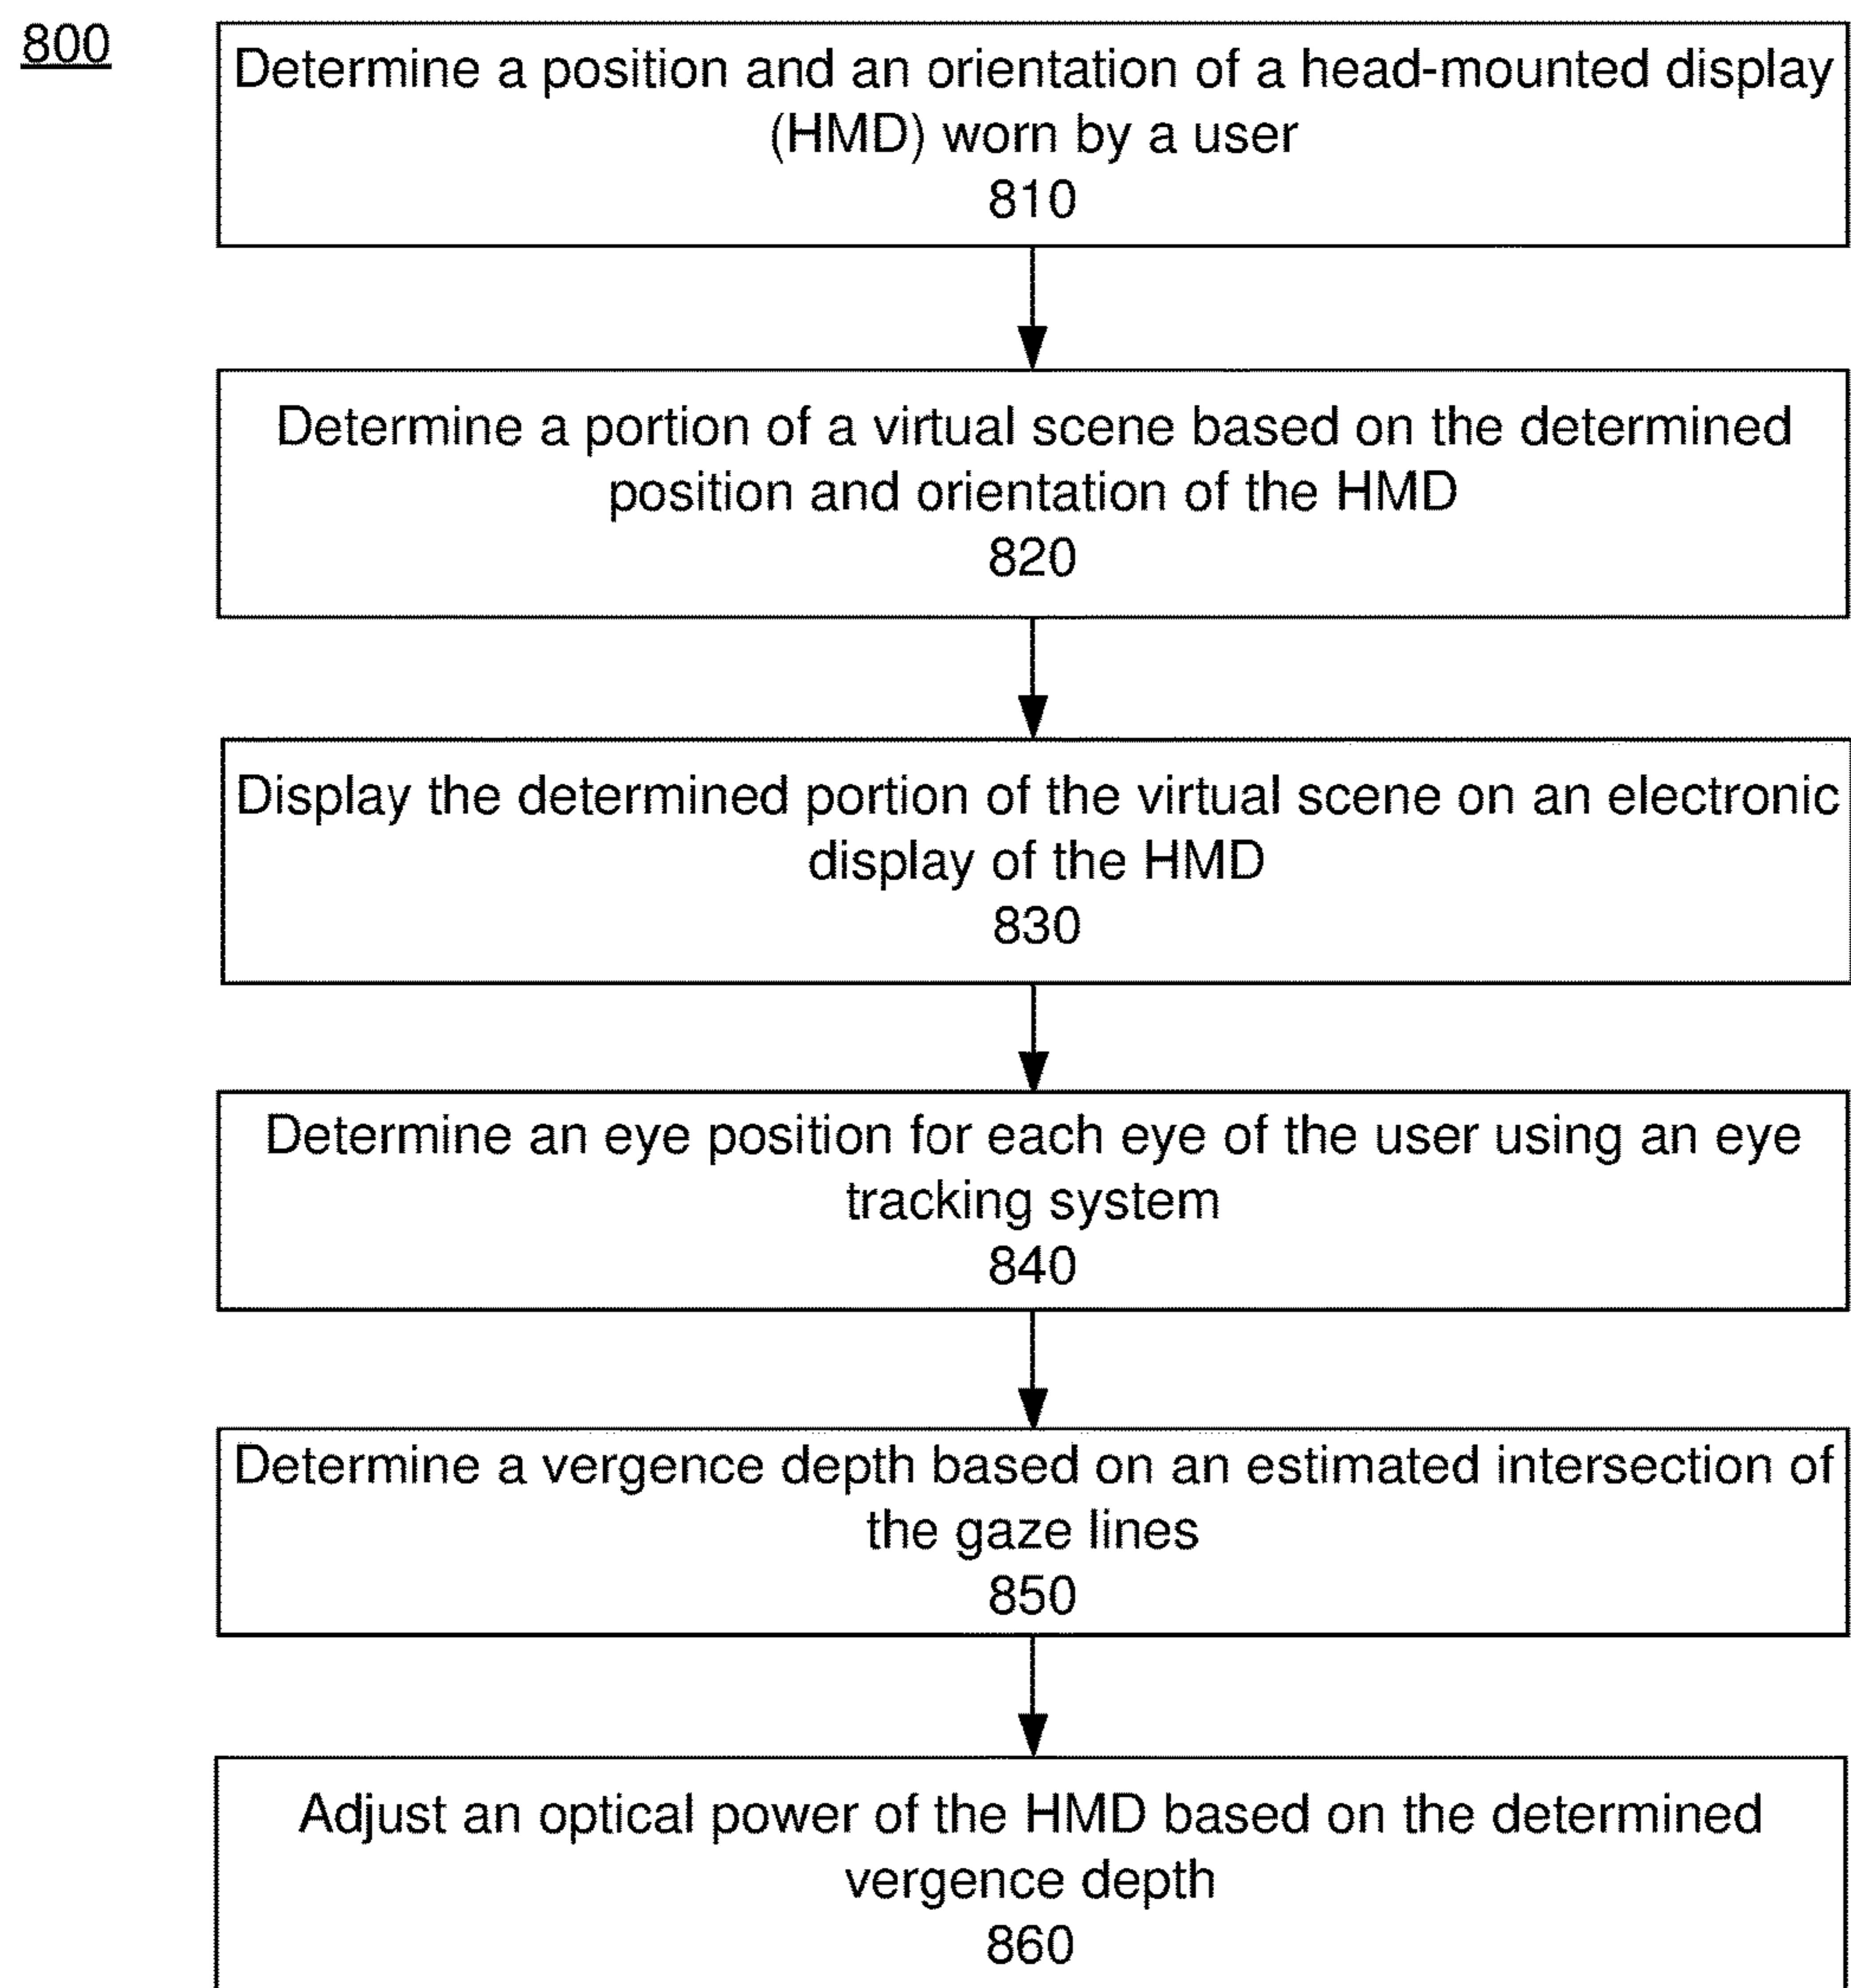 800
Determine a position and an orientation of a head-mounted display
(HMD) worn by a user
810
Determine a portion of a virtual scene based on the determined
position and orientation of the HMD
820
Display the determined portion of the virtual scene on an electronic
display of the HMD
830
Determine an eye position for each eye of the user using an eye
tracking system
840
Determine a vergence depth based on an estimated intersection of
the gaze lines
850
Adjust an optical power of the HMD based on the determined
vergence depth
860